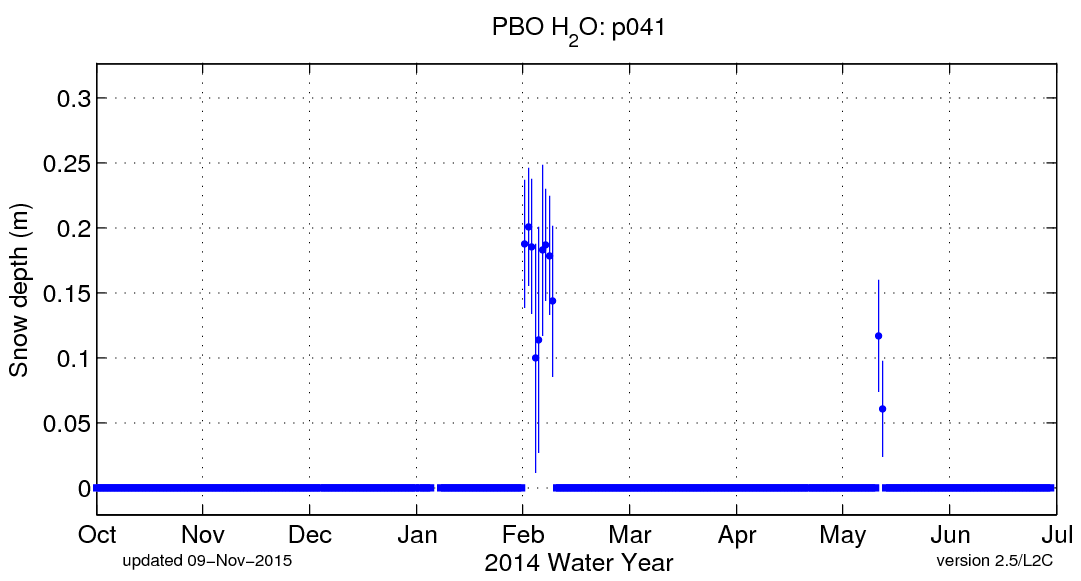 PBO H₂O: p041
0.3
0.25
0.2
0.15
0.1
0.05
0
Snow depth (m)
Oct Nov Dec Jan Feb Mar Apr May Jun Jul
updated 09−Nov−2015 2014 Water Year version 2.5/L2C